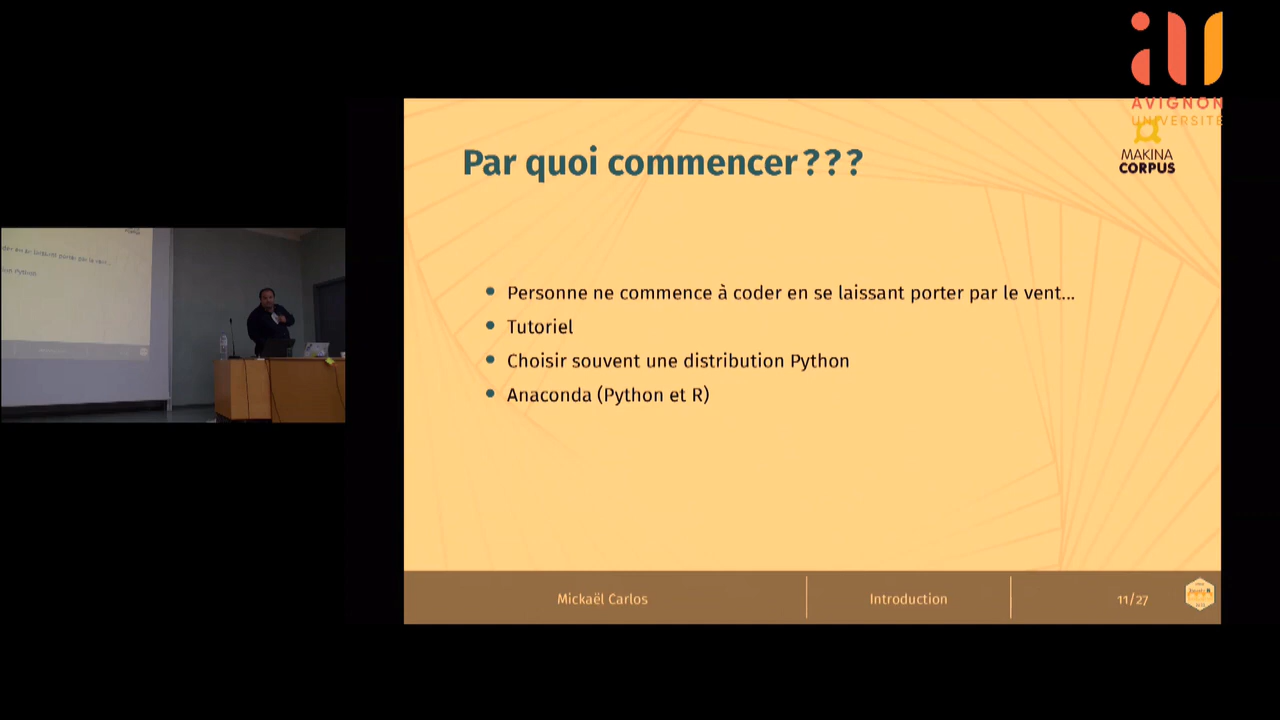 AVIGNON
UNIVERSITÉ
MAKINA
CORPUS
Par quoi commencer ? ? ?
Personne ne commence à coder en se laissant porter par le vent...
Tutoriel
Choisir souvent une distribution Python
Anaconda (Python et R)
Mickaël Carlos
Introduction
11/27